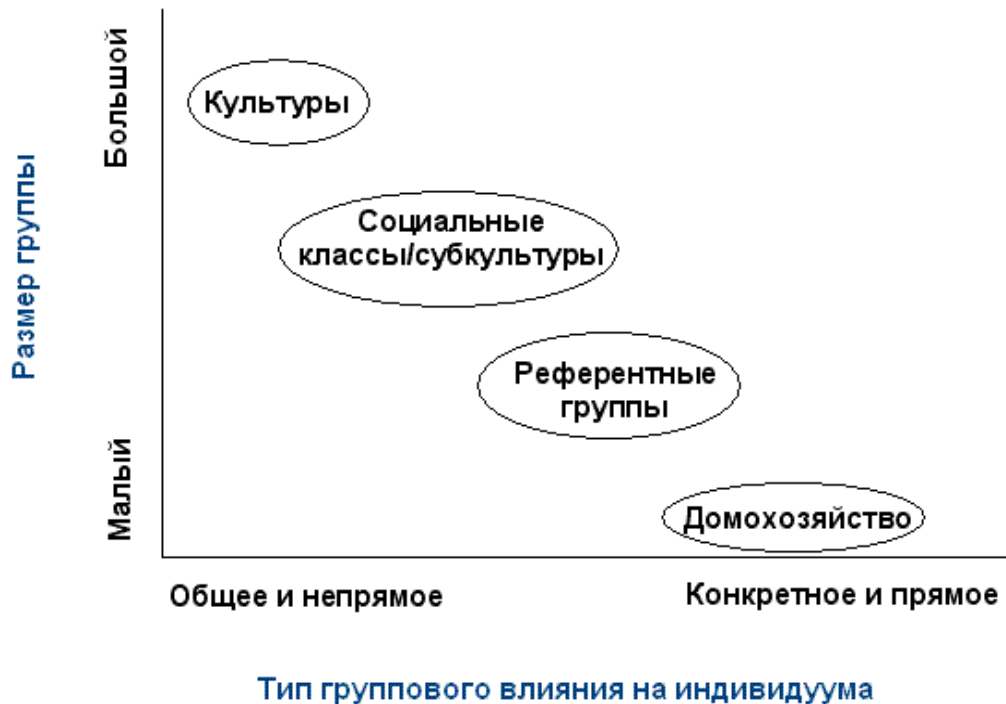 Размер группы
Большой
Малый
Культуры
Социальные
классы/субкультуры
Референтные
группы
Домохозяйство
Общее и непрямое
Конкретное и прямое
Тип группового влияния на индивидуума